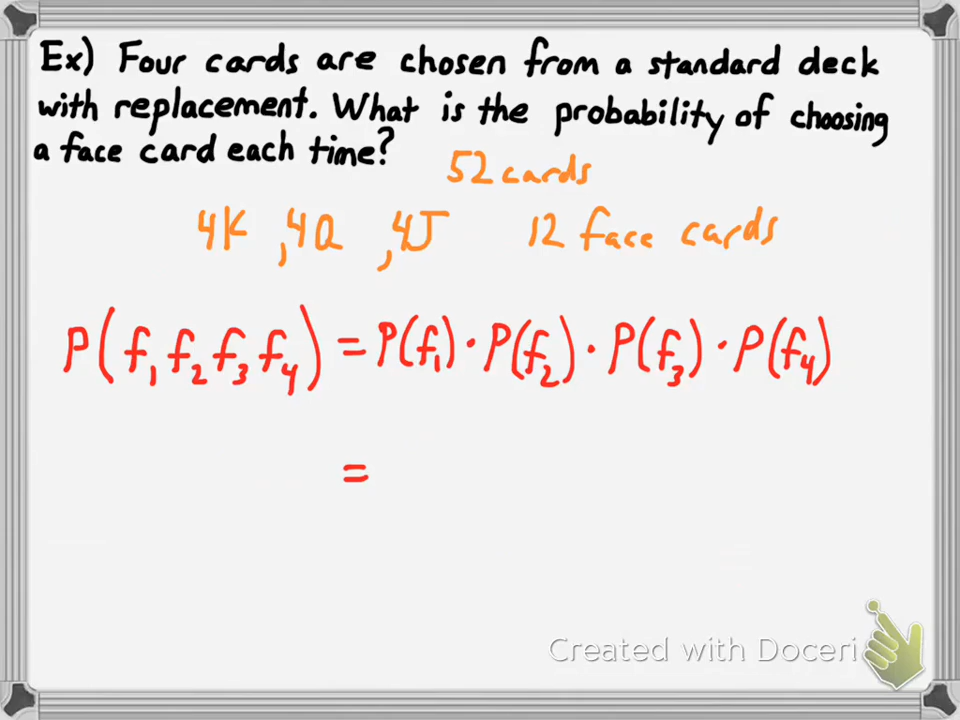 Ex) Four cards are chosen from a standard deck
with replacement. What is the probability of choosing
a face card each time?
52 cards
4K , 4Q , 4J 12 face cards
P(f₁ f₂ f₃ f₄) = P(f₁) · P(f₂) · P(f₃) · P(f₄)
=
Created with Doceri